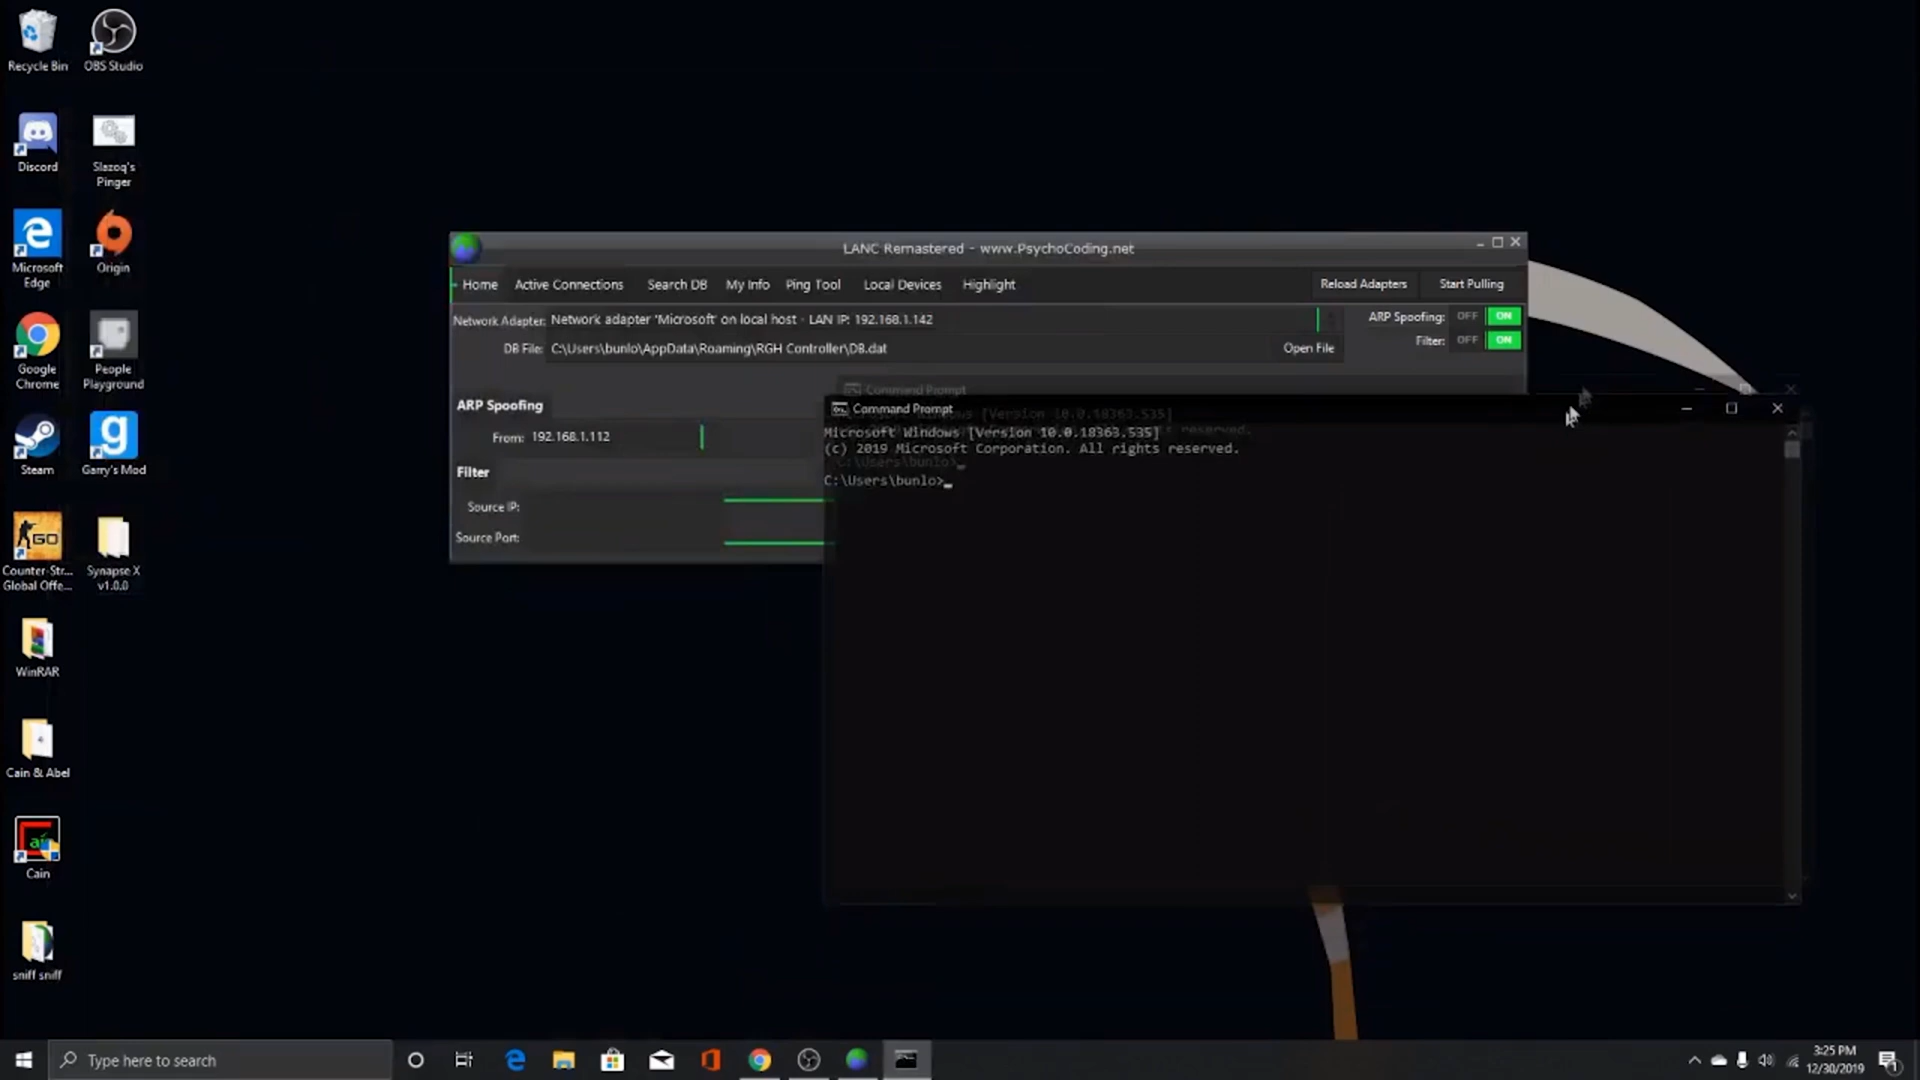 Recycle Bin
OBS Studio
Discord
Slazoq's
Pinger
Microsoft
Edge
Origin
Google
Chrome
People
Playground
Steam
Garry's Mod
Counter-Str...
Global Offe...
Synapse X
v1.0.0
WinRAR
Cain & Abel
Cain
sniff sniff
LANC Remastered - www.PsychoCoding.net
Home Active Connections Search DB My Info Ping Tool Local Devices Highlight Reload Adapters Start Pulling
Network Adapter: Network adapter 'Microsoft' on local host - LAN IP: 192.168.1.142
ARP Spoofing: OFF ON
DB File: C:\Users\bunlo\AppData\Roaming\RGH Controller\DB.dat Open File
Filter: OFF ON
ARP Spoofing
From: 192.168.1.112
Filter
Source IP:
Source Port:
Command Prompt
Command Prompt
Microsoft Windows [Version 10.0.18363.535]
(c) 2019 Microsoft Corporation. All rights reserved.
C:\Users\bunlo>_
Type here to search
3:25 PM
12/30/2019